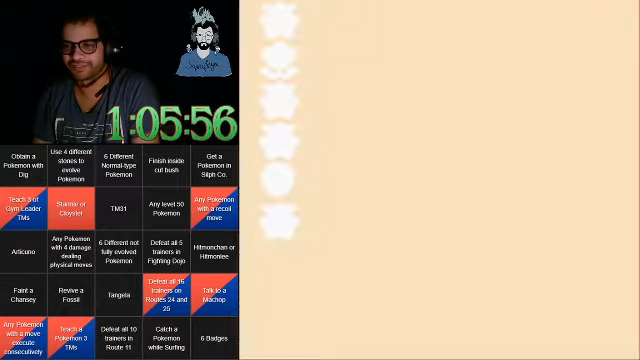 1:05:56
Obtain a
Pokemon with
Dig
Use 4 different
stones to
evolve
Pokemon
6 Different
Normal-type
Pokemon
Finish inside
cut bush
Get a
Pokemon in
Silph Co.
Teach 3 of
Gym Leader
TMs
Starmie or
Cloyster
TM31
Any level 50
Pokemon
Any Pokemon
with a recoil
move
Articuno
Any Pokemon
with 4 damage
dealing
physical moves
6 Different not
fully evolved
Pokemon
Defeat all 5
trainers in
Fighting Dojo
Hitmonchan or
Hitmonlee
Faint a
Chansey
Revive a
Fossil
Tangela
Defeat all 16
trainers on
Routes 24 and
25
Talk to a
Machop
Any Pokemon
with a move
execute
consecutively
Teach a
Pokemon 3
TMs
Defeat all 10
trainers in
Route 11
Catch a
Pokemon
while Surfing
6 Badges